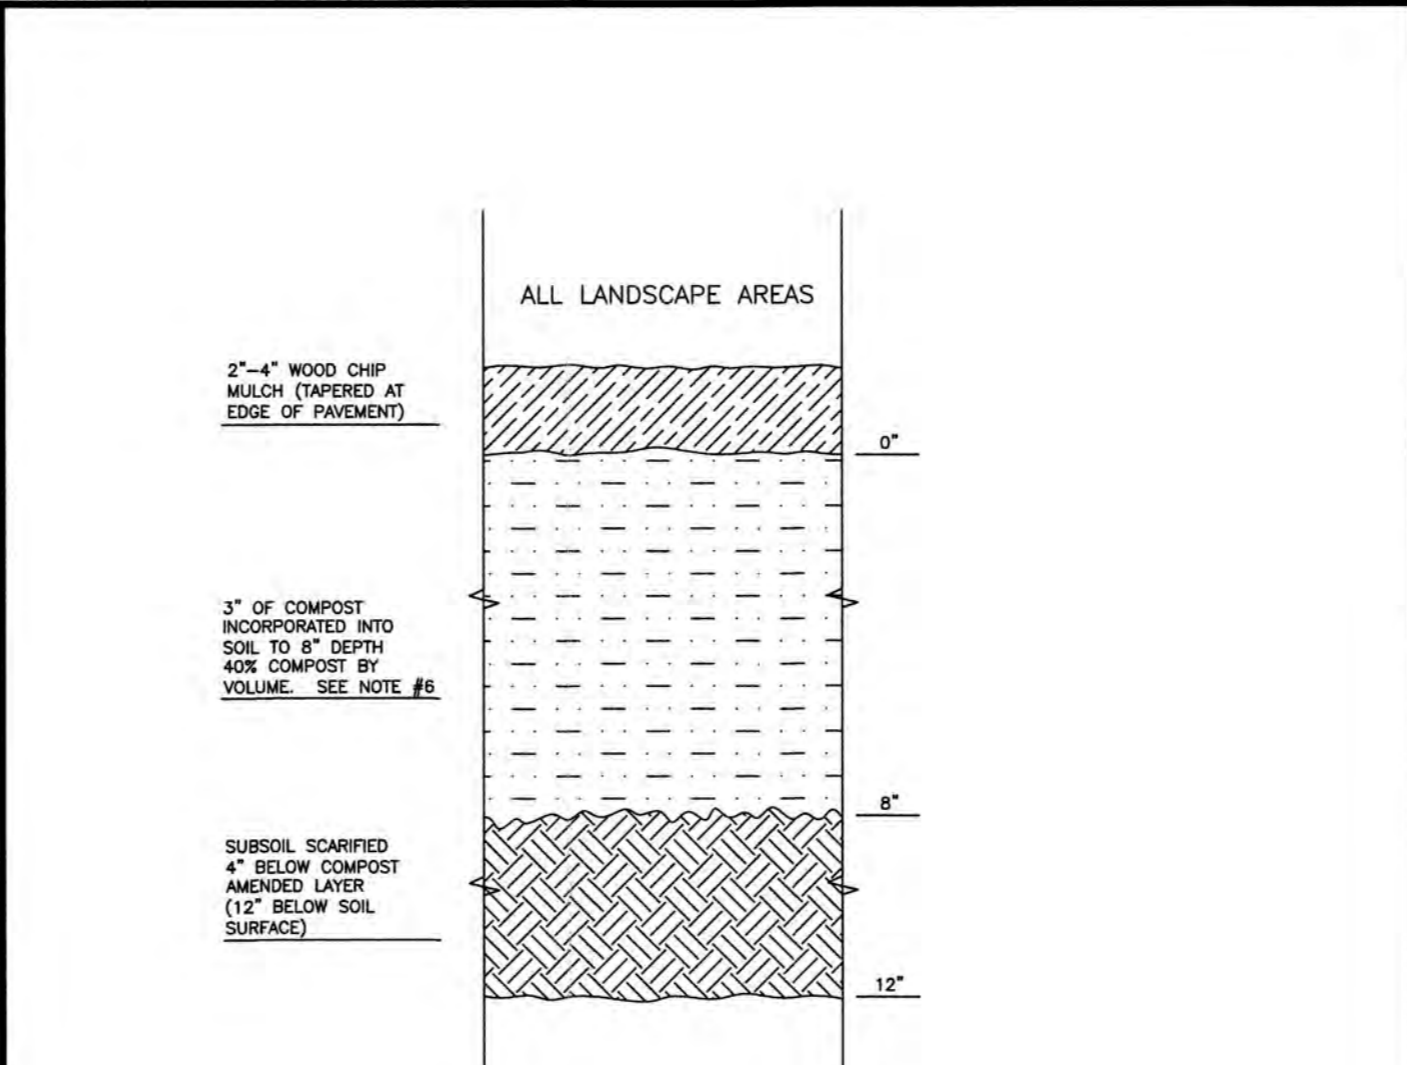 ALL LANDSCAPE AREAS
2"-4" WOOD CHIP
MULCH (TAPERED AT
EDGE OF PAVEMENT)
0"
3" OF COMPOST
INCORPORATED INTO
SOIL TO 8" DEPTH
40% COMPOST BY
VOLUME. SEE NOTE #6
8"
SUBSOIL SCARIFIED
4" BELOW COMPOST
AMENDED LAYER
(12" BELOW SOIL
SURFACE)
12"